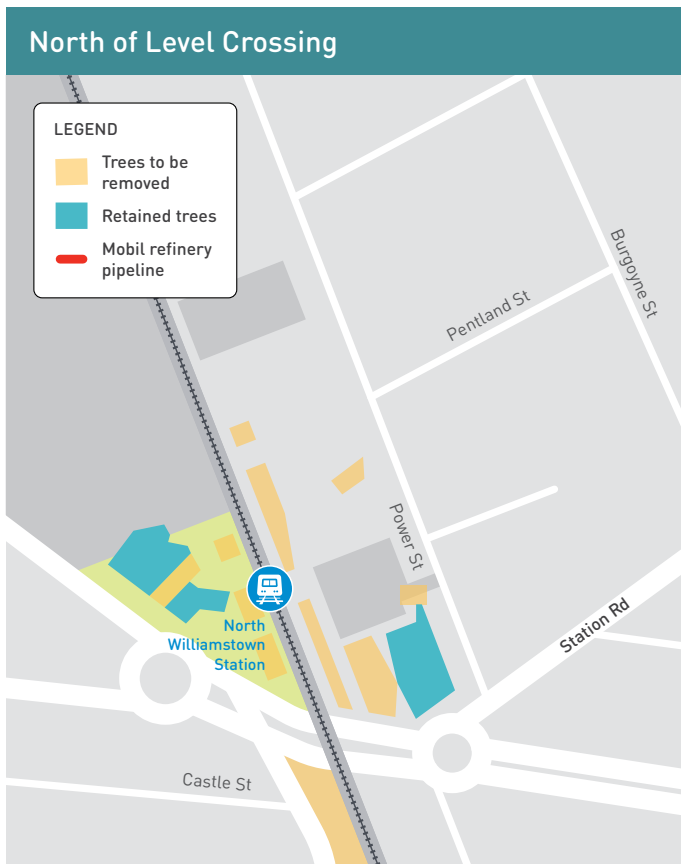 North of Level Crossing
LEGEND
Trees to be
removed
Retained trees
Mobil refinery
pipeline
Burgoyne St
Pentland St
Power St
Station Rd
North
Williamstown
Station
Castle St